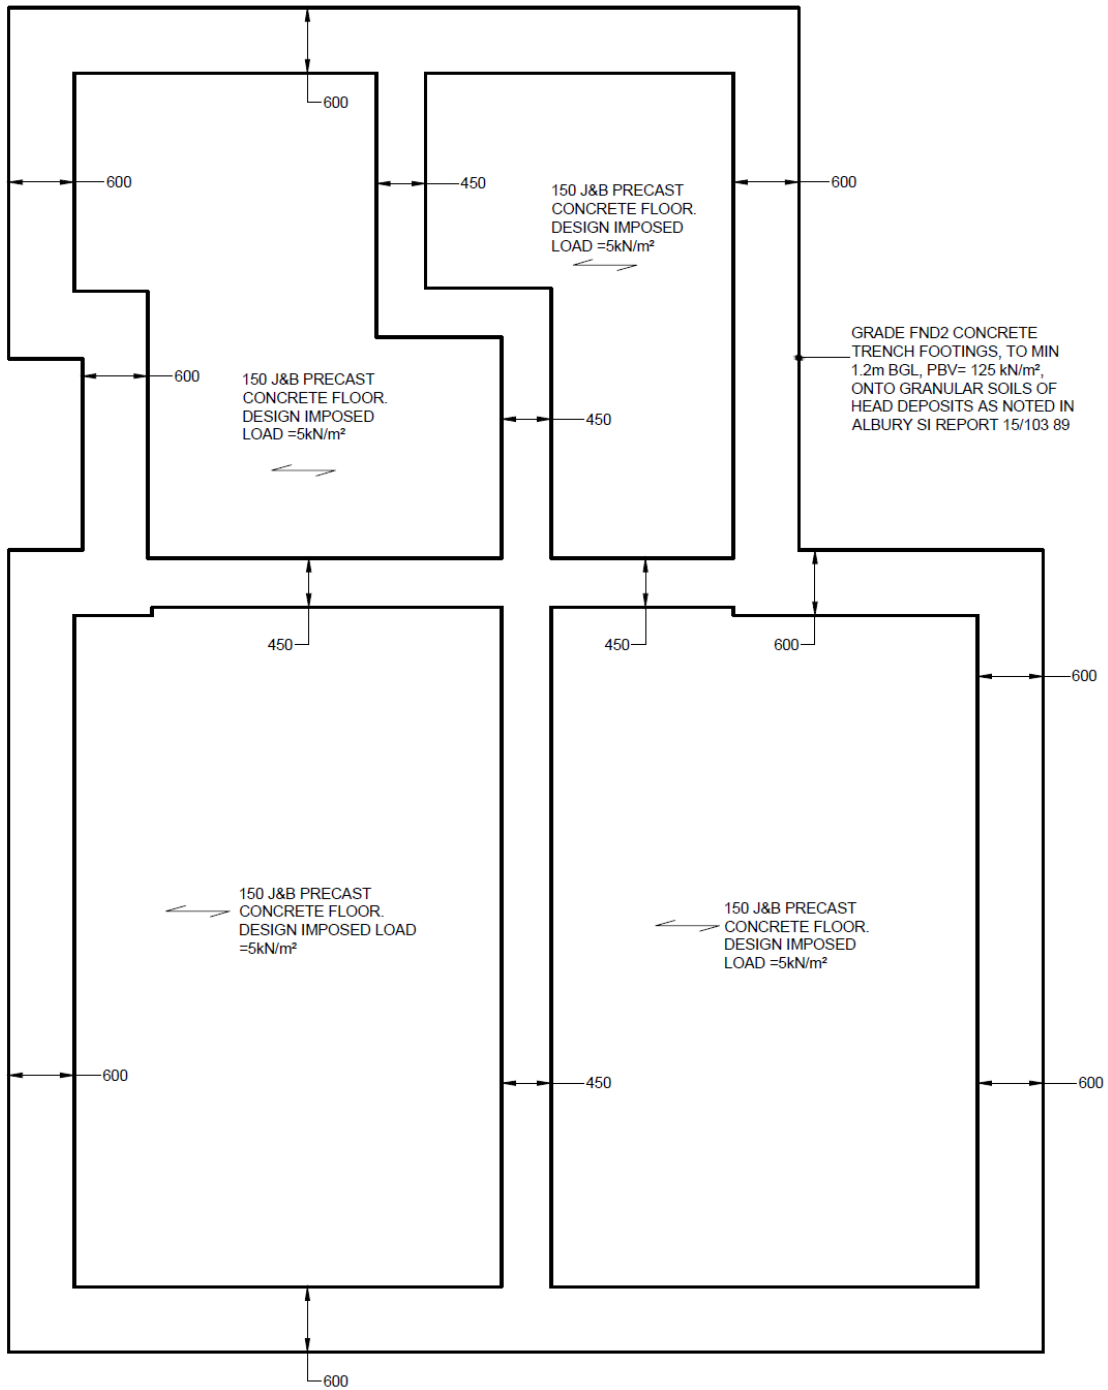 600
600
450
600
150 J&B PRECAST
CONCRETE FLOOR.
DESIGN IMPOSED
LOAD =5kN/m²
GRADE FND2 CONCRETE
TRENCH FOOTINGS, TO MIN
1.2m BGL, PBV= 125 kN/m²,
ONTO GRANULAR SOILS OF
HEAD DEPOSITS AS NOTED IN
ALBURY SI REPORT 15/103 89
600
150 J&B PRECAST
CONCRETE FLOOR.
DESIGN IMPOSED
LOAD =5kN/m²
450
450
450
600
600
150 J&B PRECAST
CONCRETE FLOOR.
DESIGN IMPOSED LOAD
=5kN/m²
150 J&B PRECAST
CONCRETE FLOOR.
DESIGN IMPOSED
LOAD =5kN/m²
600
450
600
600